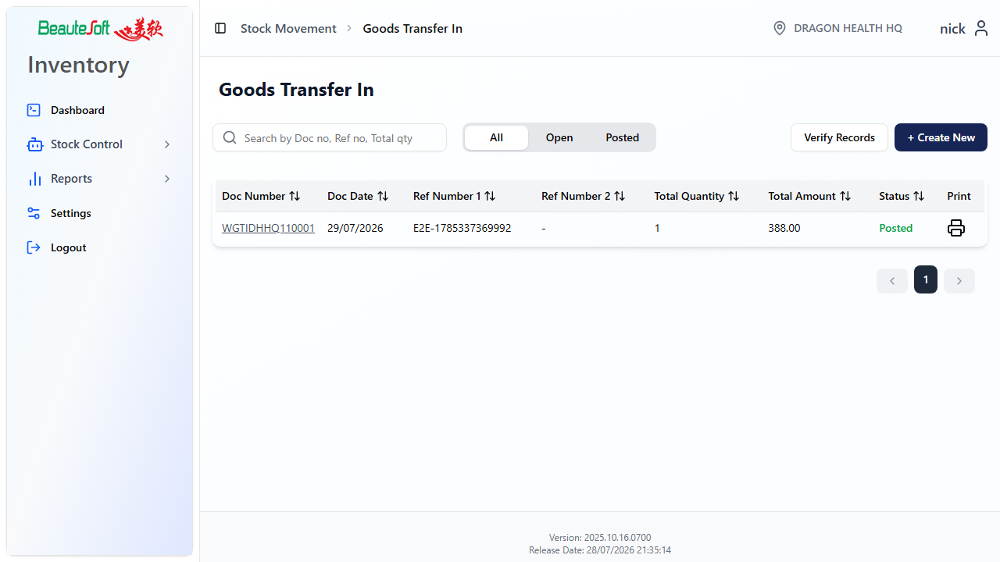 BeauteSoft 美软
Inventory
Dashboard
Stock Control
Reports
Settings
Logout
Stock Movement > Goods Transfer In
DRAGON HEALTH HQ
nick
Goods Transfer In
Search by Doc no, Ref no, Total qty
All Open Posted
Verify Records
+ Create New
Doc Number Doc Date Ref Number 1 Ref Number 2 Total Quantity Total Amount Status Print
WGTIDHHQ110001 29/07/2026 E2E-1785337369992 - 1 388.00 Posted
1
Version: 2025.10.16.0700
Release Date: 28/07/2026 21:35:14